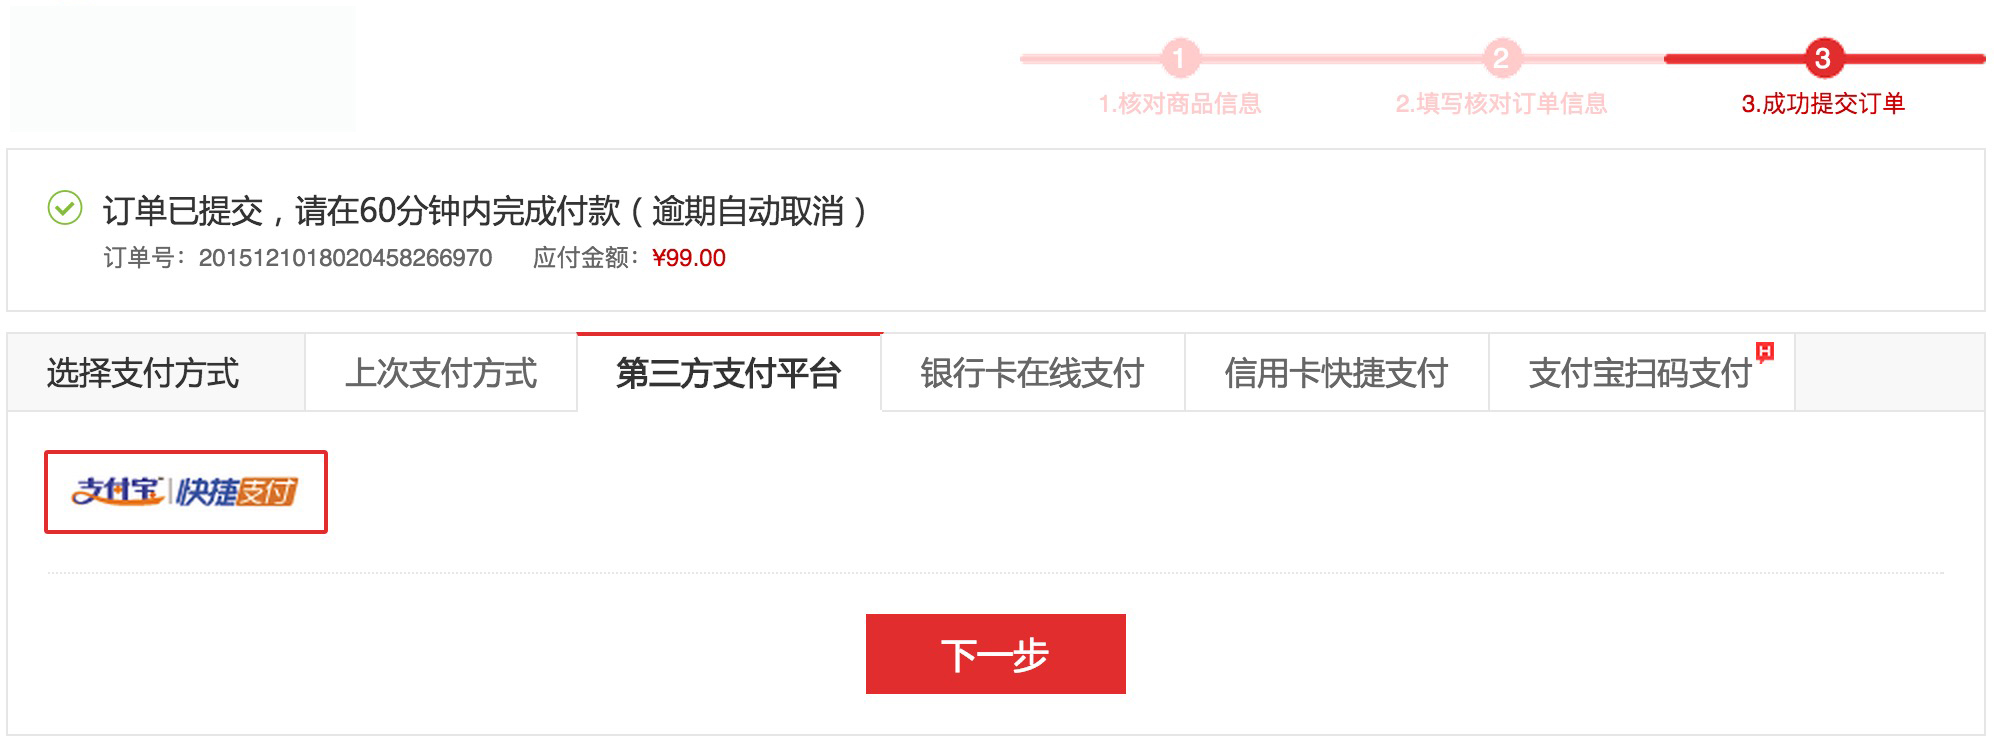 1 2 3
1.核对商品信息 2.填写核对订单信息 3.成功提交订单
订单已提交，请在60分钟内完成付款（逾期自动取消）
订单号：2015121018020458266970 应付金额：¥99.00
选择支付方式 上次支付方式 第三方支付平台 银行卡在线支付 信用卡快捷支付 支付宝扫码支付 H
支付宝 快捷支付
下一步